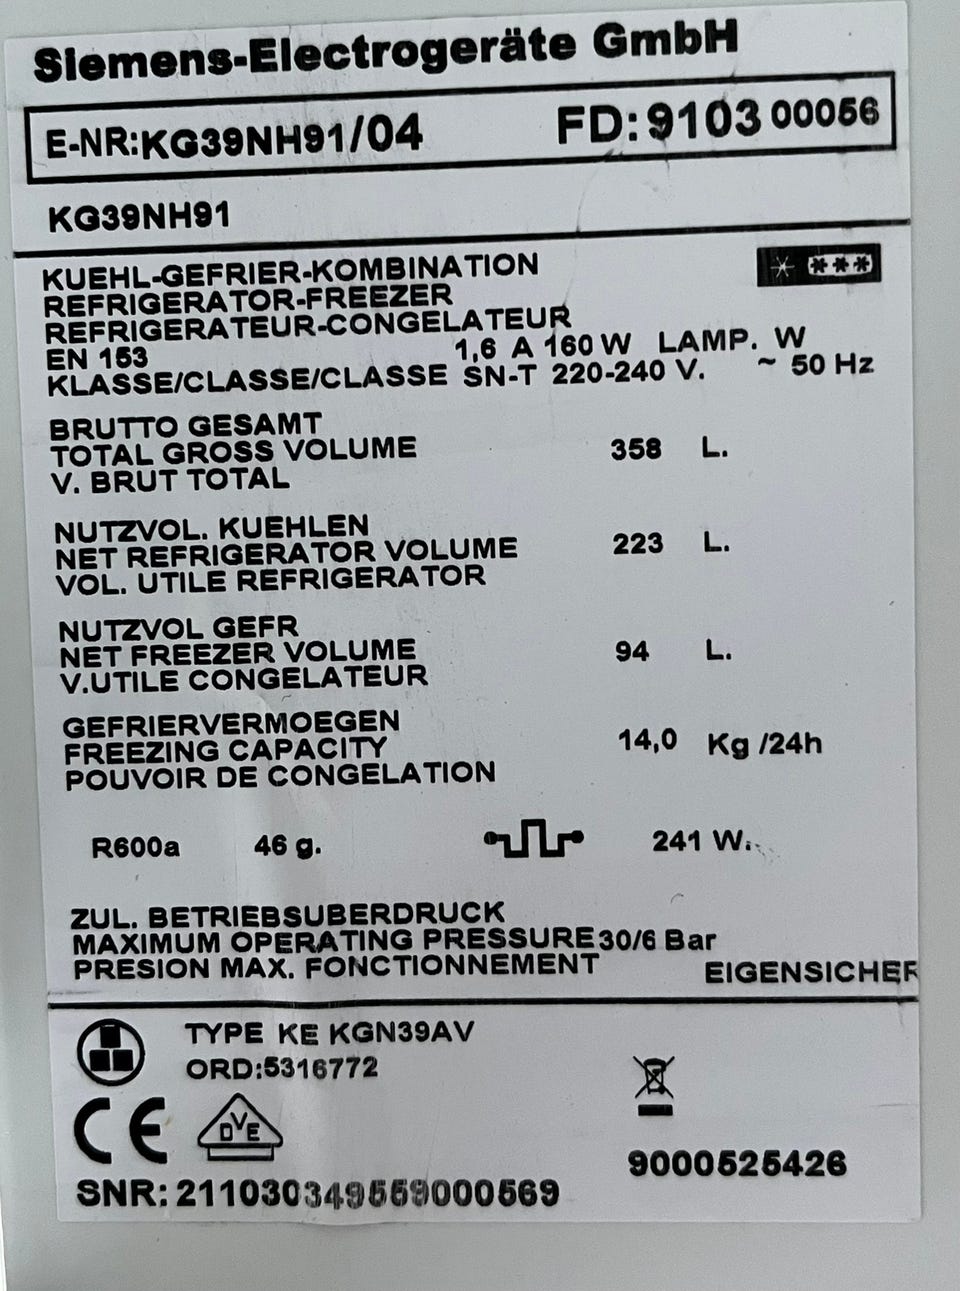 Siemens-Electrogeräte GmbH
E-NR:KG39NH91/04 FD:9103 00056
KG39NH91
KUEHL-GEFRIER-KOMBINATION
REFRIGERATOR-FREEZER
REFRIGERATEUR-CONGELATEUR
EN 153 1,6 A 160 W LAMP. W
KLASSE/CLASSE/CLASSE SN-T 220-240 V. ~ 50 Hz
BRUTTO GESAMT
TOTAL GROSS VOLUME 358 L.
V. BRUT TOTAL
NUTZVOL. KUEHLEN
NET REFRIGERATOR VOLUME 223 L.
VOL. UTILE REFRIGERATOR
NUTZVOL GEFR
NET FREEZER VOLUME 94 L.
V.UTILE CONGELATEUR
GEFRIERVERMOEGEN
FREEZING CAPACITY 14,0 Kg /24h
POUVOIR DE CONGELATION
R600a 46 g. 241 W.
ZUL. BETRIEBSUBERDRUCK
MAXIMUM OPERATING PRESSURE 30/6 Bar
PRESION MAX. FONCTIONNEMENT EIGENSICHER
TYPE KE KGN39AV
ORD:5316772
CE DVE
9000525426
SNR: 211030349559000569